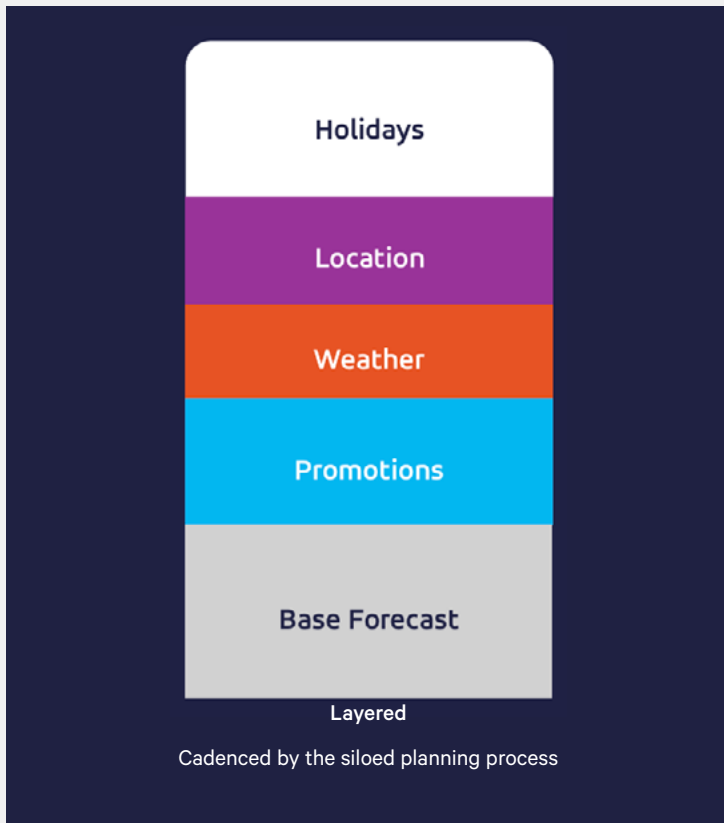 Holidays
Location
Weather
Promotions
Base Forecast
Layered
Cadenced by the siloed planning process